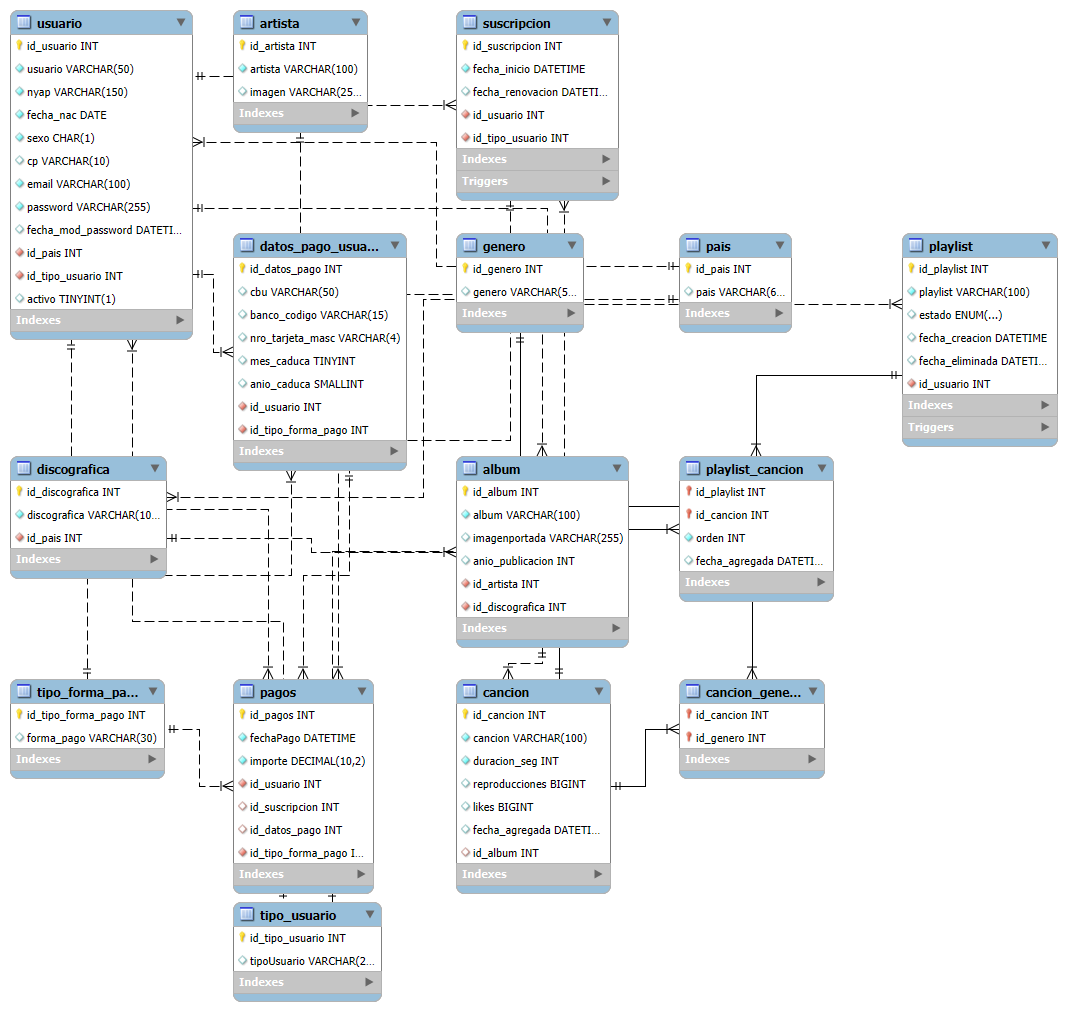 usuario
id_usuario INT
usuario VARCHAR(50)
nyap VARCHAR(150)
fecha_nac DATE
sexo CHAR(1)
cp VARCHAR(10)
email VARCHAR(100)
password VARCHAR(255)
fecha_mod_password DATETI...
id_pais INT
id_tipo_usuario INT
activo TINYINT(1)
Indexes
artista
id_artista INT
artista VARCHAR(100)
imagen VARCHAR(25...
Indexes
suscripcion
id_suscripcion INT
fecha_inicio DATETIME
fecha_renovacion DATETI...
id_usuario INT
id_tipo_usuario INT
Indexes
Triggers
datos_pago_usua...
id_datos_pago INT
cbu VARCHAR(50)
banco_codigo VARCHAR(15)
nro_tarjeta_masc VARCHAR(4)
mes_caduca TINYINT
anio_caduca SMALLINT
id_usuario INT
id_tipo_forma_pago INT
Indexes
genero
id_genero INT
genero VARCHAR(5...
Indexes
pais
id_pais INT
pais VARCHAR(6...
Indexes
playlist
id_playlist INT
playlist VARCHAR(100)
estado ENUM(...)
fecha_creacion DATETIME
fecha_eliminada DATETI...
id_usuario INT
Indexes
Triggers
discografica
id_discografica INT
discografica VARCHAR(10...
id_pais INT
Indexes
album
id_album INT
album VARCHAR(100)
imagenportada VARCHAR(255)
anio_publicacion INT
id_artista INT
id_discografica INT
Indexes
playlist_cancion
id_playlist INT
id_cancion INT
orden INT
fecha_agregada DATETI...
Indexes
tipo_forma_pa...
id_tipo_forma_pago INT
forma_pago VARCHAR(30)
Indexes
pagos
id_pagos INT
fechaPago DATETIME
importe DECIMAL(10,2)
id_usuario INT
id_suscripcion INT
id_datos_pago INT
id_tipo_forma_pago I...
Indexes
cancion
id_cancion INT
cancion VARCHAR(100)
duracion_seg INT
reproducciones BIGINT
likes BIGINT
fecha_agregada DATETI...
id_album INT
Indexes
cancion_gene...
id_cancion INT
id_genero INT
Indexes
tipo_usuario
id_tipo_usuario INT
tipoUsuario VARCHAR(2...
Indexes